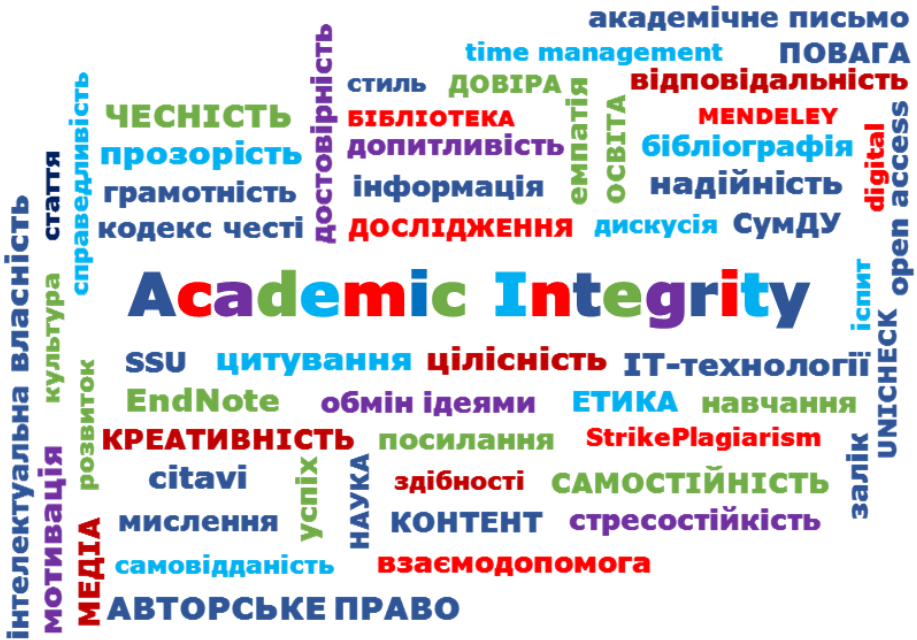 академічне письмо
time management
ПОВАГА
стиль
ДОВІРА
відповідальність
ЧЕСНІСТЬ
БІБЛІОТЕКА
MENDELEY
прозорість
допитливість
бібліографія
грамотність
інформація
надійність
кодекс честі
ДОСЛІДЖЕННЯ
дискусія
СумДУ
достовірність
емпатія
ОСВІТА
digital
open access
стаття
справедливість
Academic Integrity
інтелектуальна власність
культура
іспит
UNICHECK
SSU
цитування
цілісність
ІТ-технології
EndNote
обмін ідеями
ЕТИКА
навчання
розвиток
КРЕАТИВНІСТЬ
посилання
StrikePlagiarism
мотивація
citavi
успіх
НАУКА
здібності
САМОСТІЙНІСТЬ
залік
мислення
КОНТЕНТ
стресостійкість
МЕДІА
самовідданість
взаємодопомога
АВТОРСЬКЕ ПРАВО